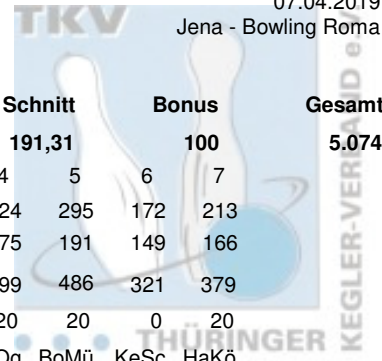 07.04.2019
TKV
Jena - Bowling Roma
Schnitt Bonus Gesamt
191,31 100 5.074
4 5 6 7
24 295 172 213
75 191 149 166
99 486 321 379
20 20 0 20
BoMü KeSc HaKö
THÜRINGER
KEGLER-VERBAND e.V.